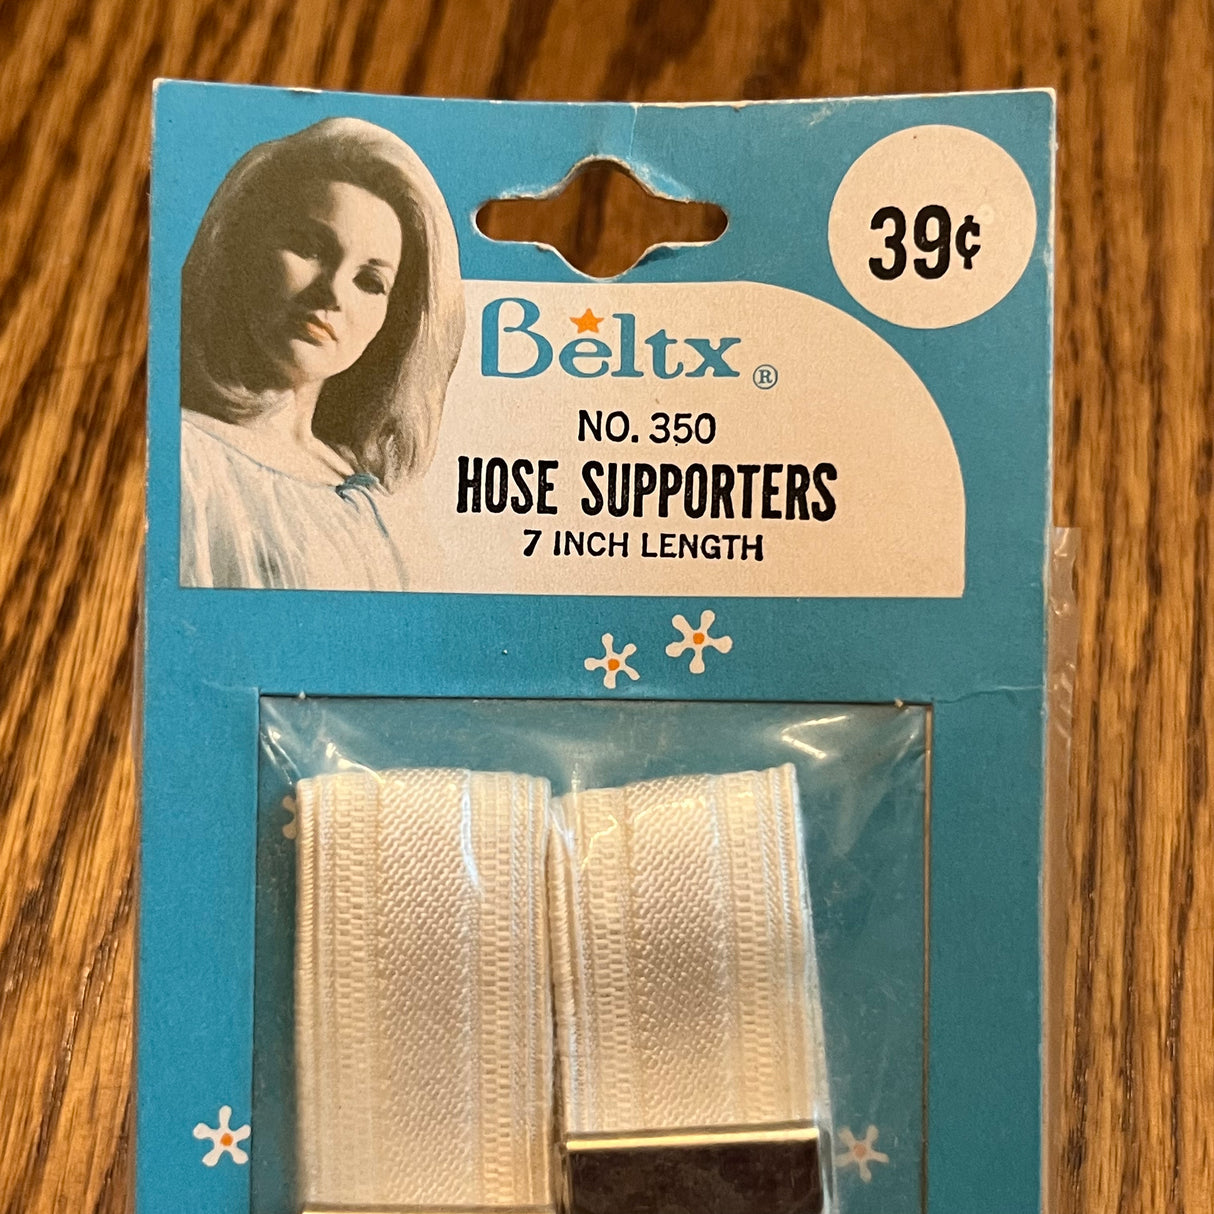 39¢
Beltx ®
NO. 350
HOSE SUPPORTERS
7 INCH LENGTH